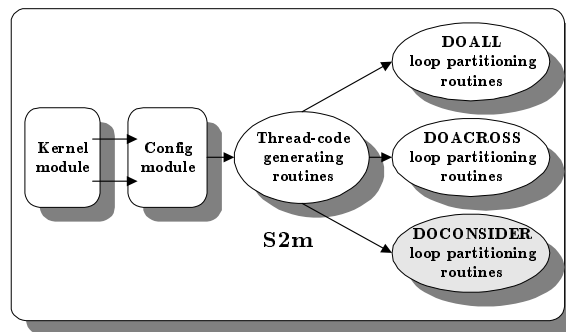 DOALL
loop partitioning
routines
Kernel
module
Config
module
Thread-code
generating
routines
DOACROSS
loop partitioning
routines
S2m
DOCONSIDER
loop partitioning
routines